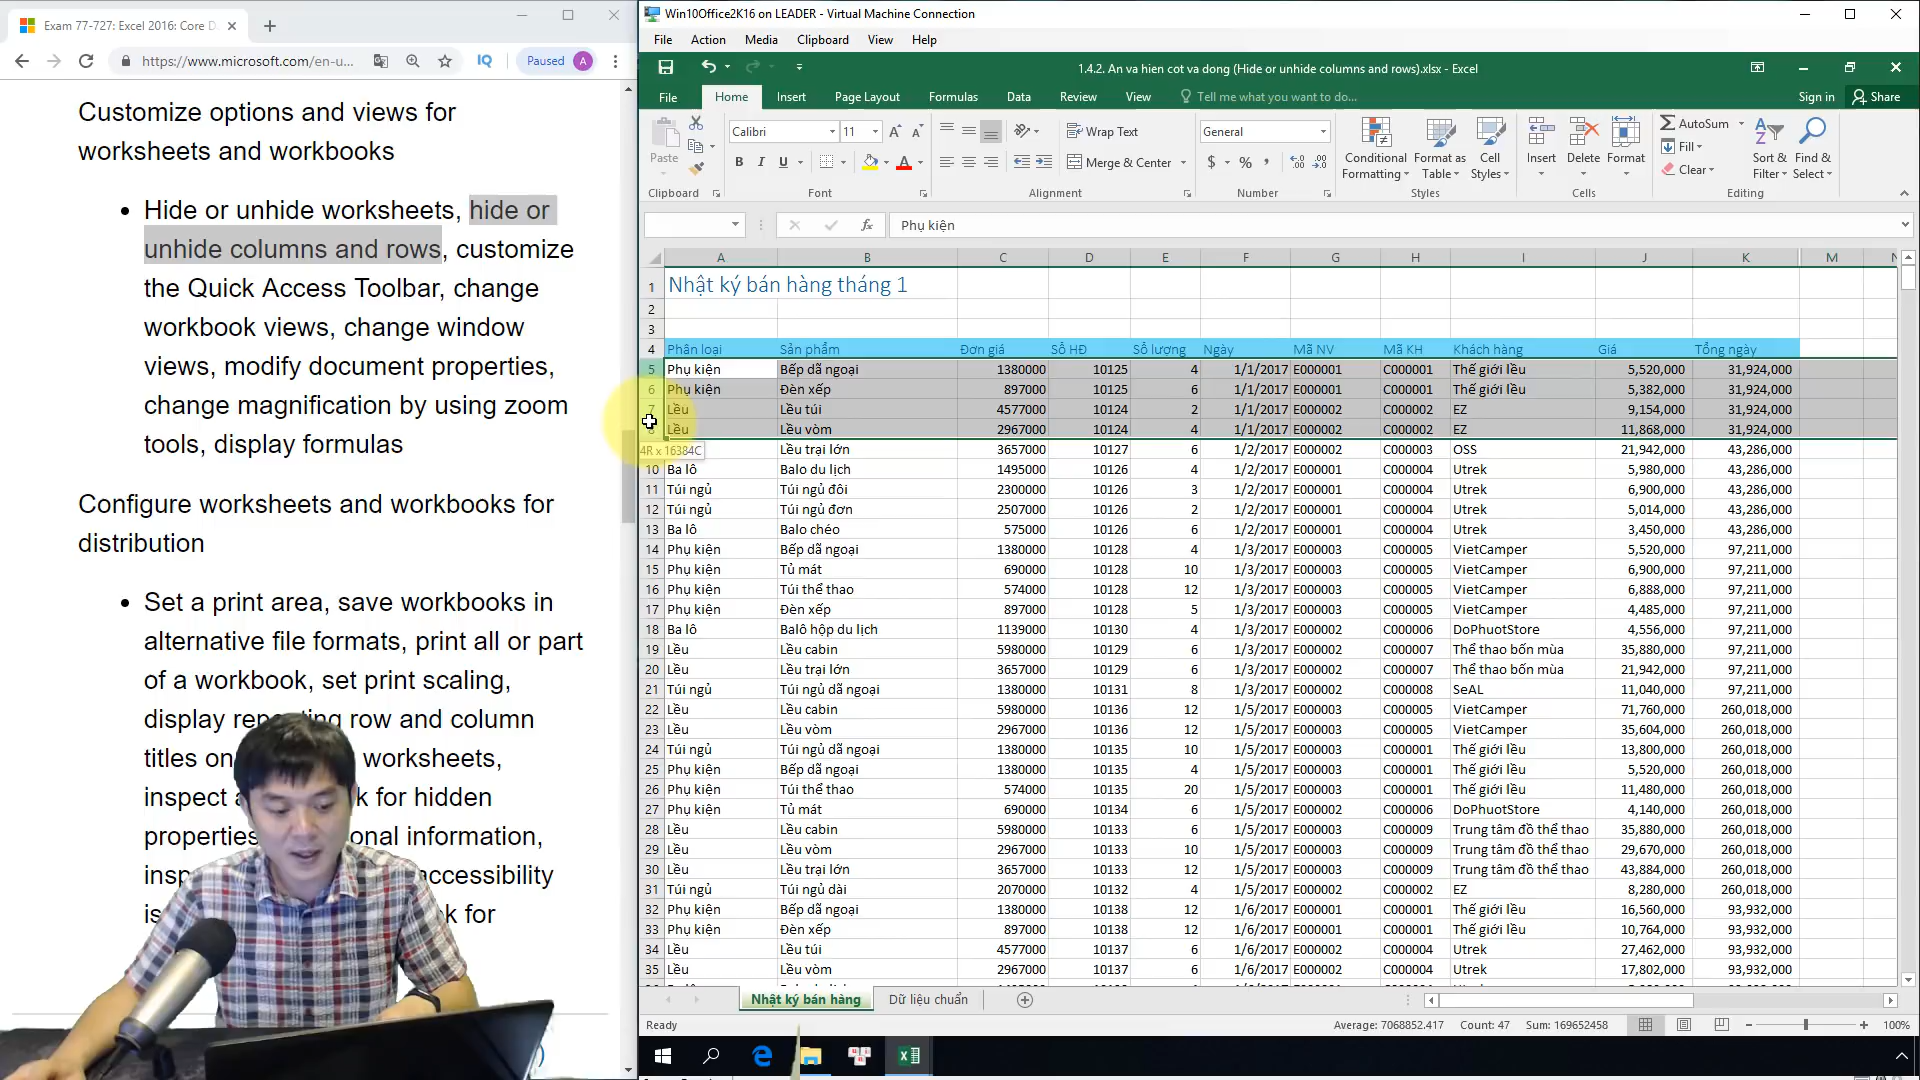 Exam 77-727: Excel 2016: Core D
https://www.microsoft.com/en-u...
IQ
Paused
A
Customize options and views for
worksheets and workbooks
Hide or unhide worksheets, hide or
unhide columns and rows, customize
the Quick Access Toolbar, change
workbook views, change window
views, modify document properties,
change magnification by using zoom
tools, display formulas
Configure worksheets and workbooks for
distribution
Set a print area, save workbooks in
alternative file formats, print all or part
of a workbook, set print scaling,
display row and column
titles on worksheets,
for hidden
information,
accessibility
for
Win10Office2K16 on LEADER - Virtual Machine Connection
File Action Media Clipboard View Help
1.4.2. An va hien cot va dong (Hide or unhide columns and rows).xlsx - Excel
File Home Insert Page Layout Formulas Data Review View Tell me what you want to do... Sign in Share
Paste Calibri 11 Wrap Text General Conditional Formatting Format as Table Cell Styles Insert Delete Format AutoSum Sort & Filter Find & Select
B I U Merge & Center $ % Fill
Clear
Clipboard Font Alignment Number Styles Cells Editing
Phụ kiện
A B C D E F G H I J K M N
1 Nhật ký bán hàng tháng 1
2
3
4 Phân loại Sản phẩm Đơn giá Số HĐ Số lượng Ngày Mã NV Mã KH Khách hàng Giá Tổng ngày
5 Phụ kiện Bếp dã ngoại 1380000 10125 4 1/1/2017 E000001 C000001 Thế giới lều 5,520,000 31,924,000
6 Phụ kiện Đèn xếp 897000 10125 6 1/1/2017 E000001 C000001 Thế giới lều 5,382,000 31,924,000
7 Lều Lều túi 4577000 10124 2 1/1/2017 E000002 C000002 EZ 9,154,000 31,924,000
8 Lều Lều vòm 2967000 10124 4 1/1/2017 E000002 C000002 EZ 11,868,000 31,924,000
4R x 16384C Lều trại lớn 3657000 10127 6 1/2/2017 E000002 C000003 OSS 21,942,000 43,286,000
10 Ba lô Balo du lịch 1495000 10126 4 1/2/2017 E000001 C000004 Utrek 5,980,000 43,286,000
11 Túi ngủ Túi ngủ đôi 2300000 10126 3 1/2/2017 E000001 C000004 Utrek 6,900,000 43,286,000
12 Túi ngủ Túi ngủ đơn 2507000 10126 2 1/2/2017 E000001 C000004 Utrek 5,014,000 43,286,000
13 Ba lô Balo chéo 575000 10126 6 1/2/2017 E000001 C000004 Utrek 3,450,000 43,286,000
14 Phụ kiện Bếp dã ngoại 1380000 10128 4 1/3/2017 E000003 C000005 VietCamper 5,520,000 97,211,000
15 Phụ kiện Tủ mát 690000 10128 10 1/3/2017 E000003 C000005 VietCamper 6,900,000 97,211,000
16 Phụ kiện Túi thể thao 574000 10128 12 1/3/2017 E000003 C000005 VietCamper 6,888,000 97,211,000
17 Phụ kiện Đèn xếp 897000 10128 5 1/3/2017 E000003 C000005 VietCamper 4,485,000 97,211,000
18 Ba lô Balô hộp du lịch 1139000 10130 4 1/3/2017 E000002 C000006 DoPhuotStore 4,556,000 97,211,000
19 Lều Lều cabin 5980000 10129 6 1/3/2017 E000002 C000007 Thể thao bốn mùa 35,880,000 97,211,000
20 Lều Lều trại lớn 3657000 10129 6 1/3/2017 E000002 C000007 Thể thao bốn mùa 21,942,000 97,211,000
21 Túi ngủ Túi ngủ dã ngoại 1380000 10131 8 1/3/2017 E000002 C000008 SeAL 11,040,000 97,211,000
22 Lều Lều cabin 5980000 10136 12 1/5/2017 E000003 C000005 VietCamper 71,760,000 260,018,000
23 Lều Lều vòm 2967000 10136 12 1/5/2017 E000003 C000005 VietCamper 35,604,000 260,018,000
24 Túi ngủ Túi ngủ dã ngoại 1380000 10135 10 1/5/2017 E000003 C000001 Thế giới lều 13,800,000 260,018,000
25 Phụ kiện Bếp dã ngoại 1380000 10135 4 1/5/2017 E000003 C000001 Thế giới lều 5,520,000 260,018,000
26 Phụ kiện Túi thể thao 574000 10135 20 1/5/2017 E000003 C000001 Thế giới lều 11,480,000 260,018,000
27 Phụ kiện Tủ mát 690000 10134 6 1/5/2017 E000002 C000006 DoPhuotStore 4,140,000 260,018,000
28 Lều Lều cabin 5980000 10133 6 1/5/2017 E000002 C000009 Trung tâm đồ thể thao 35,880,000 260,018,000
29 Lều Lều vòm 2967000 10133 10 1/5/2017 E000002 C000009 Trung tâm đồ thể thao 29,670,000 260,018,000
30 Lều Lều trại lớn 3657000 10133 12 1/5/2017 E000002 C000009 Trung tâm đồ thể thao 43,884,000 260,018,000
31 Túi ngủ Túi ngủ dài 2070000 10132 4 1/5/2017 E000002 C000002 EZ 8,280,000 260,018,000
32 Phụ kiện Bếp dã ngoại 1380000 10138 12 1/6/2017 E000001 C000001 Thế giới lều 16,560,000 93,932,000
33 Phụ kiện Đèn xếp 897000 10138 12 1/6/2017 E000001 C000001 Thế giới lều 10,764,000 93,932,000
34 Lều Lều túi 4577000 10137 6 1/6/2017 E000002 C000004 Utrek 27,462,000 93,932,000
35 Lều Lều vòm 2967000 10137 6 1/6/2017 E000002 C000004 Utrek 17,802,000 93,932,000
Nhật ký bán hàng Dữ liệu chuẩn
Ready Average: 7068852.417 Count: 47 Sum: 169652458 100%